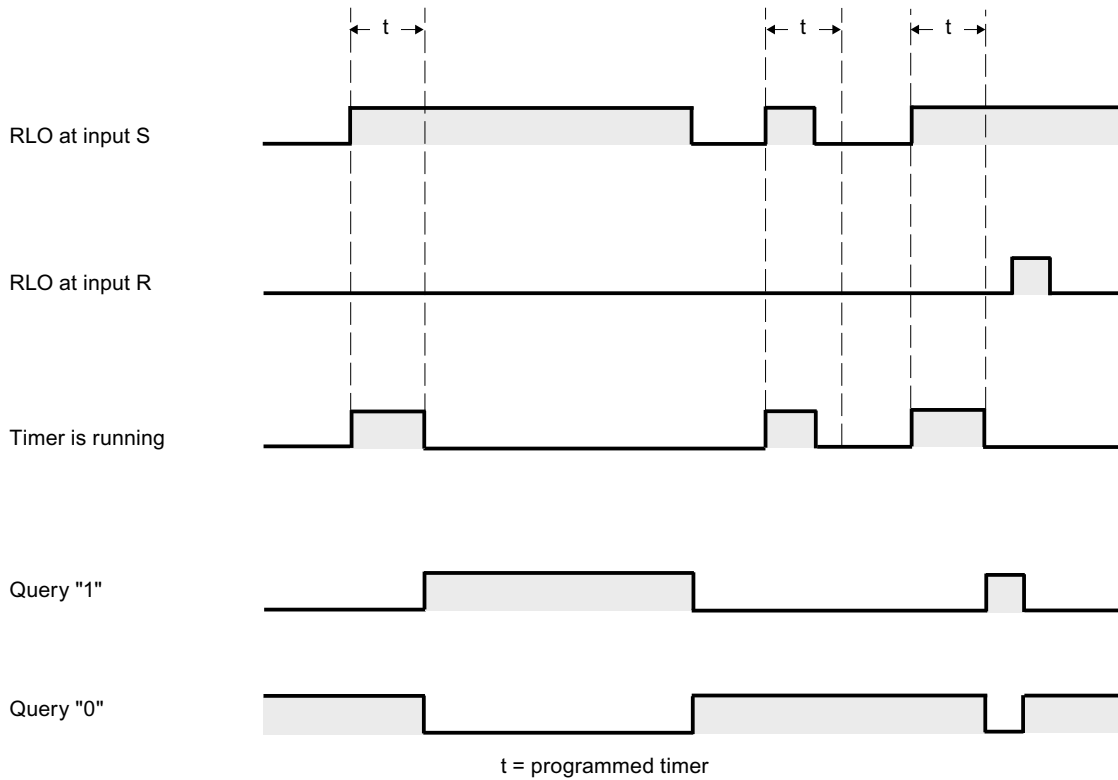 t t t
RLO at input S
RLO at input R
Timer is running
Query "1"
Query "0"
t = programmed timer